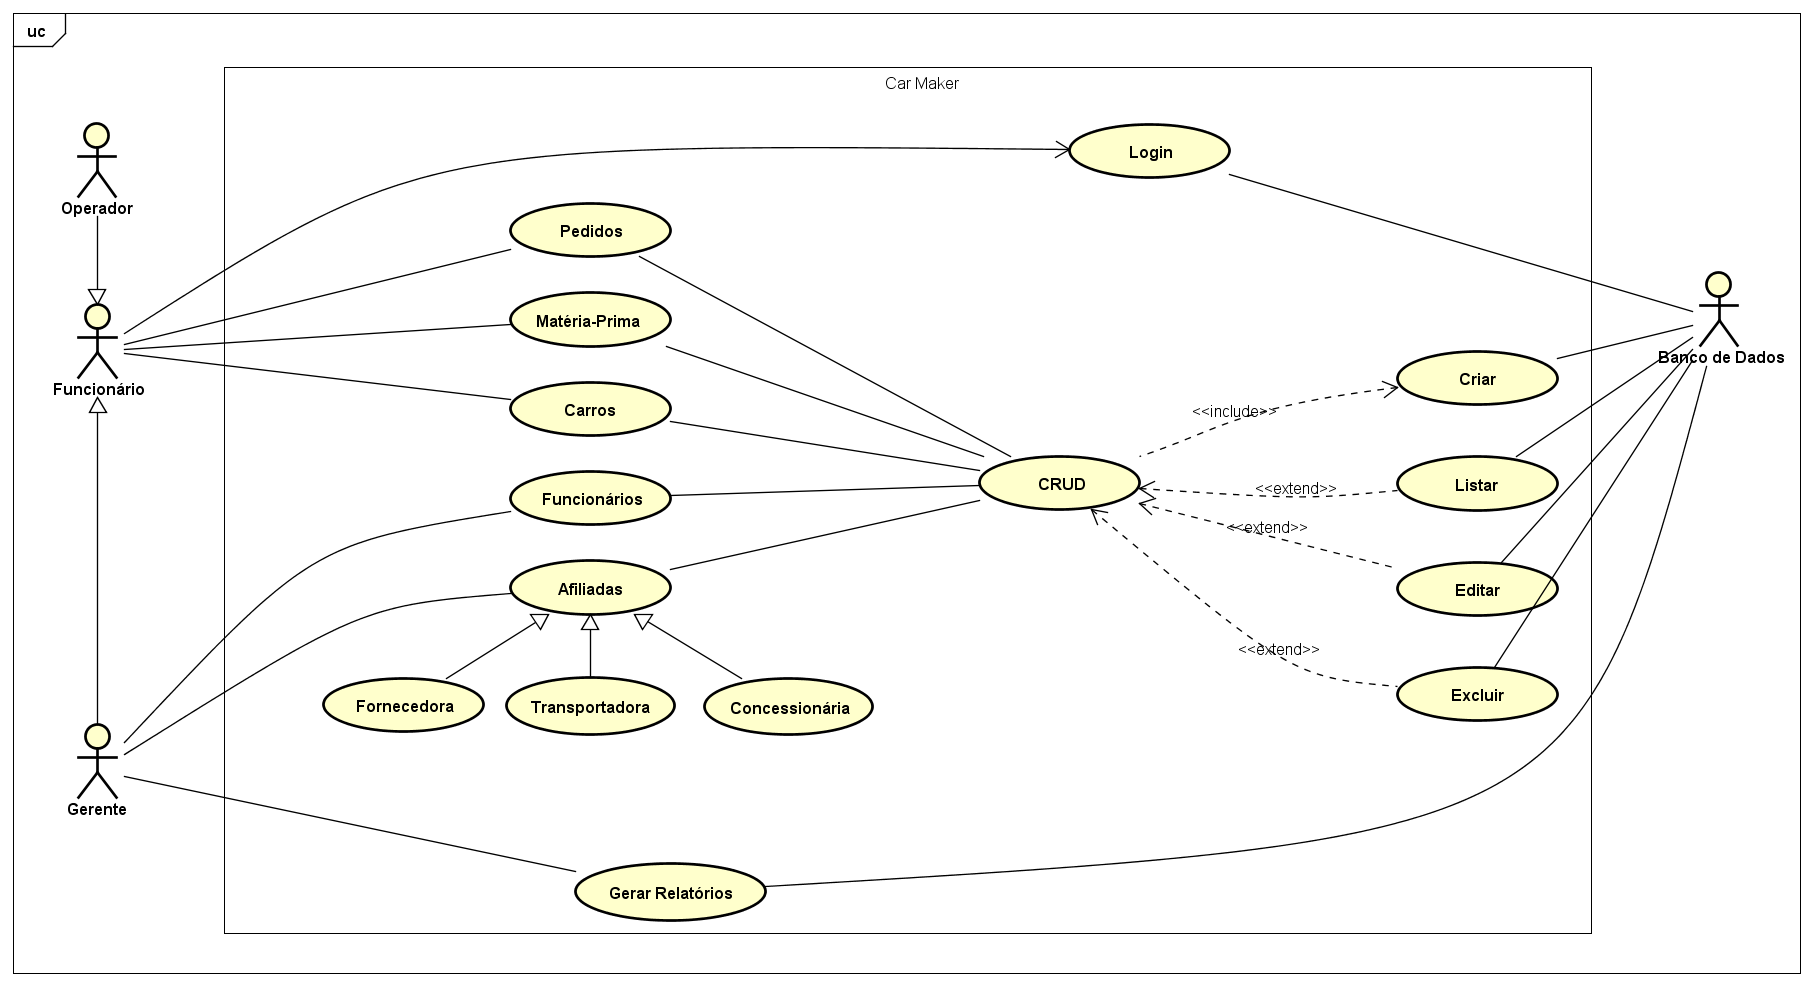 uc
Car Maker
Operador
Login
Pedidos
Matéria-Prima
Funcionário
Banco de Dados
Criar
Carros
<<include>>
CRUD
Listar
<<extend>>
Funcionários
<<extend>>
Afiliadas
Editar
<<extend>>
Fornecedora
Transportadora
Concessionária
Excluir
Gerente
Gerar Relatórios